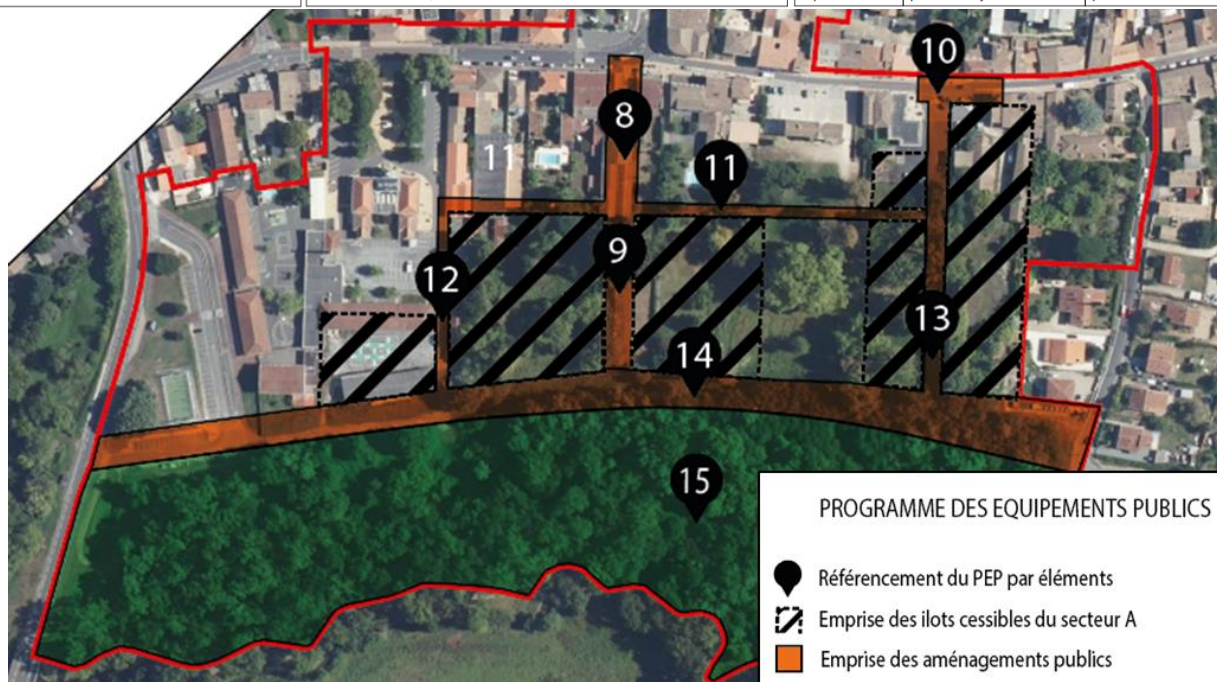 10
8
11
11
9
12
13
14
15
PROGRAMME DES EQUIPEMENTS PUBLICS
Référencement du PEP par éléments
Emprise des ilots cessibles du secteur A
Emprise des aménagements publics